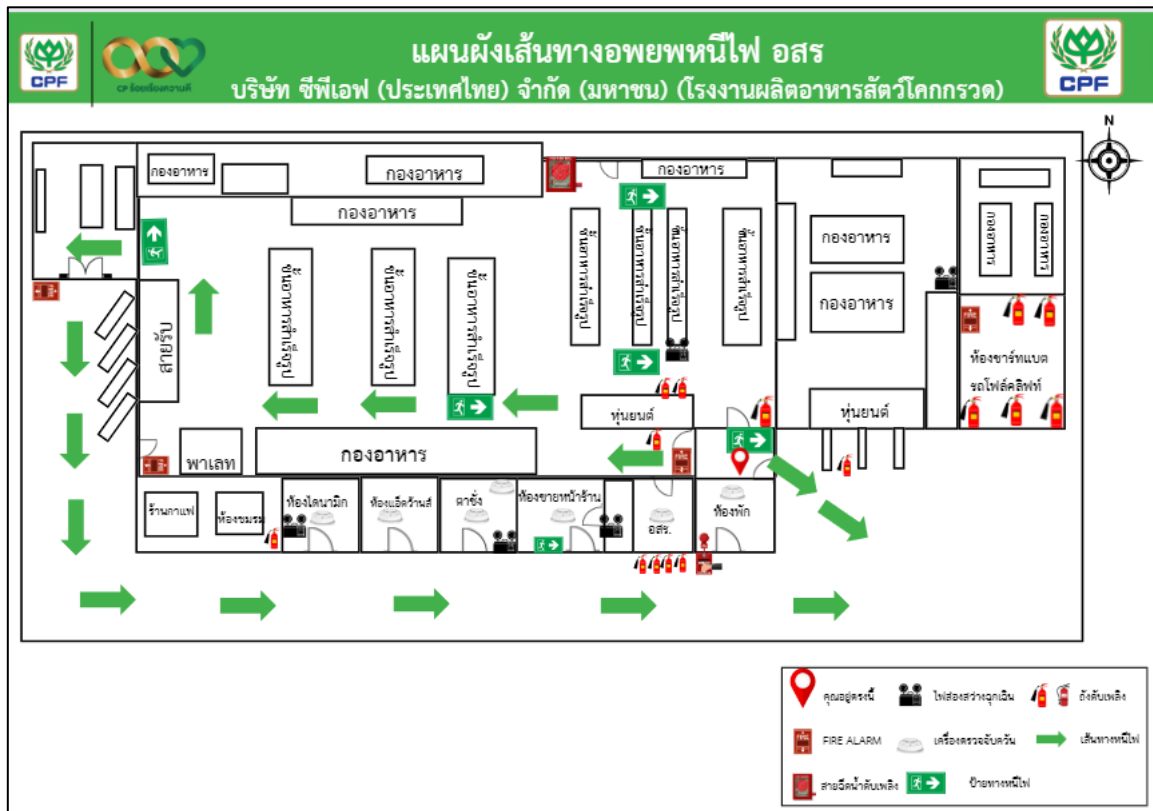 แผนผังเส้นทางอพยพหนีไฟ อสร
บริษัท ซีพีเอฟ (ประเทศไทย) จำกัด (มหาชน) (โรงงานผลิตอาหารสัตว์โคกกรวด)
CPF
CP ร้อยเรียงความดี
CPF
N
กองอาหาร
กองอาหาร
กองอาหาร
กองอาหาร
กองอาหาร
กองอาหาร
กองอาหาร
กองอาหาร
ชั้นอาหารสำเร็จรูป
ชั้นอาหารสำเร็จรูป
ชั้นอาหารสำเร็จรูป
ชั้นอาหารสำเร็จรูป
ชั้นอาหารสำเร็จรูป
ชั้นอาหารสำเร็จรูป
ชั้นอาหารสำเร็จรูป
สายรับ
ห้องชาร์ทแบต
รถโฟล์คลิฟท์
หุ่นยนต์
หุ่นยนต์
พาเลท
กองอาหาร
ร้านกาแฟ
ห้องชมรม
ห้องไดนามิก
ห้องแอ็ดว้านส์
ตาชั่ง
ห้องขายหน้าร้าน
อสร.
ห้องพัก
คุณอยู่ตรงนี้
ไฟส่องสว่างฉุกเฉิน
ถังดับเพลิง
FIRE ALARM
เครื่องตรวจจับควัน
เส้นทางหนีไฟ
สายฉีดน้ำดับเพลิง
ป้ายทางหนีไฟ